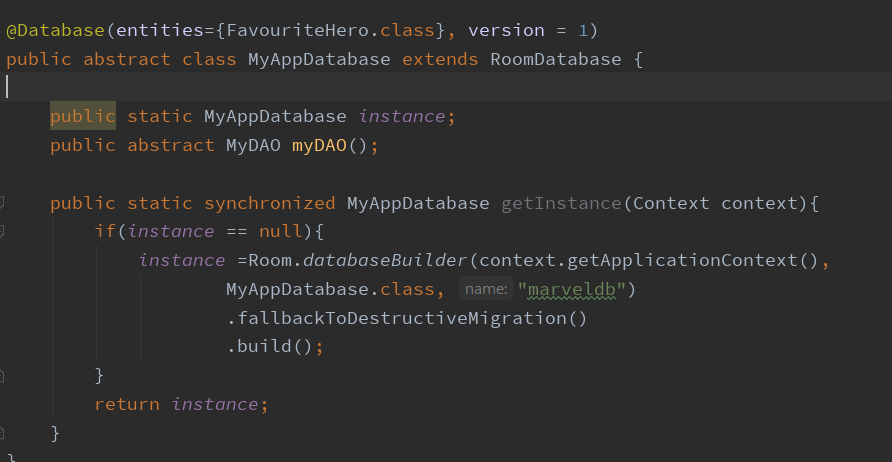 @Database(entities={FavouriteHero.class}, version = 1)
public abstract class MyAppDatabase extends RoomDatabase {
public static MyAppDatabase instance;
public abstract MyDAO myDAO();
public static synchronized MyAppDatabase getInstance(Context context){
if(instance == null){
instance =Room.databaseBuilder(context.getApplicationContext(),
MyAppDatabase.class, name: "marveldb")
.fallbackToDestructiveMigration()
.build();
}
return instance;
}
}